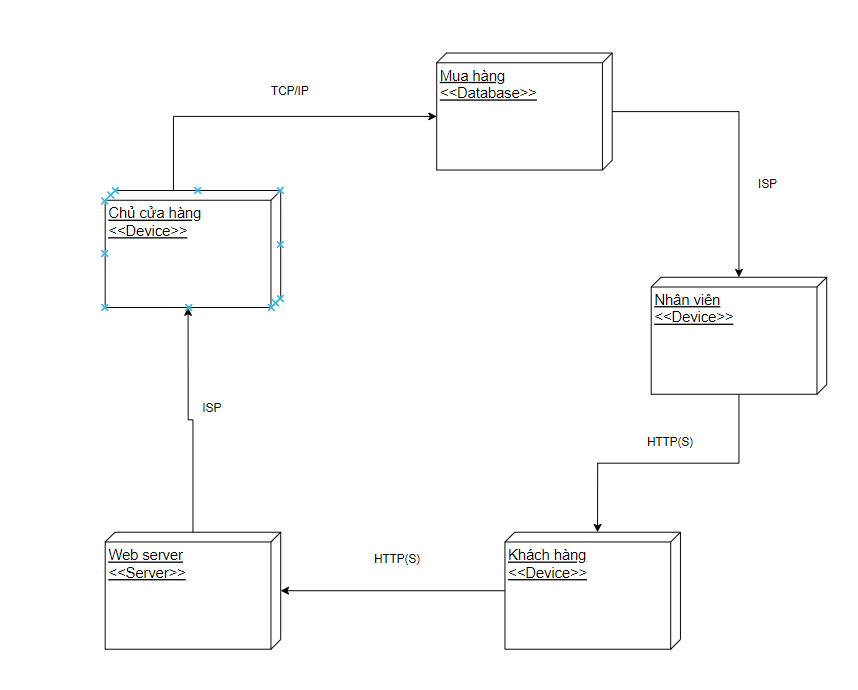 TCP/IP
Mua hàng
<<Database>>
ISP
Chủ cửa hàng
<<Device>>
Nhân viên
<<Device>>
ISP
HTTP(S)
Web server
<<Server>>
HTTP(S)
Khách hàng
<<Device>>